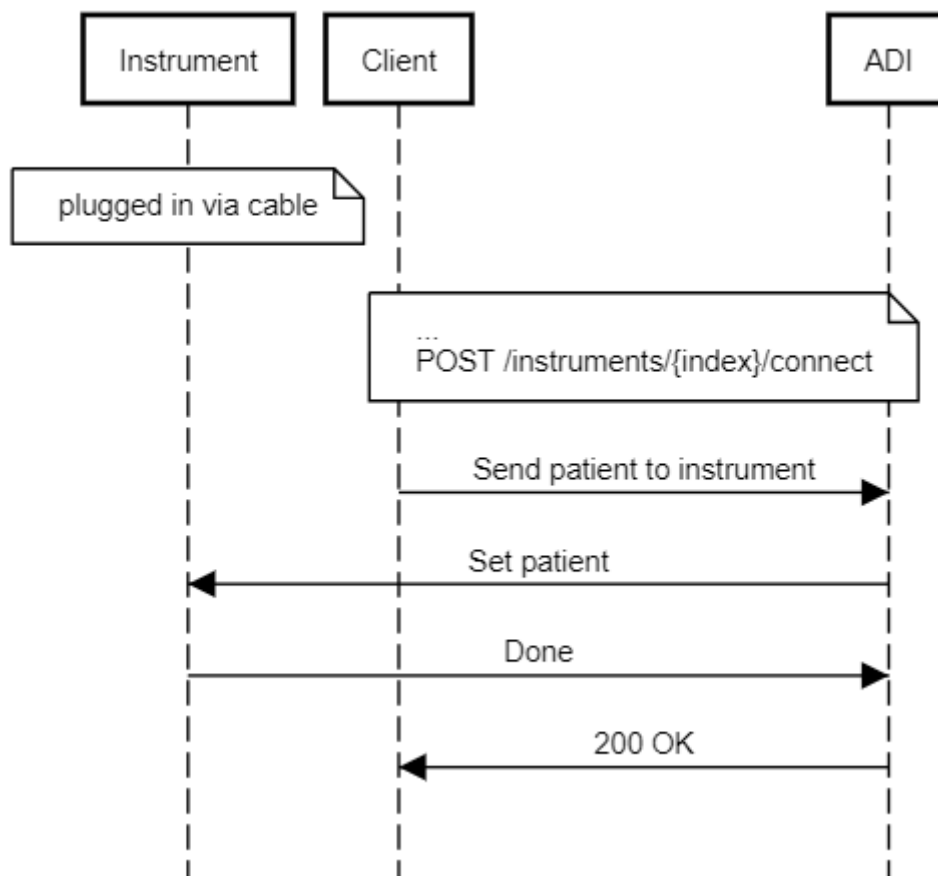 Instrument
Client
ADI
plugged in via cable
...
POST /instruments/{index}/connect
Send patient to instrument
Set patient
Done
200 OK